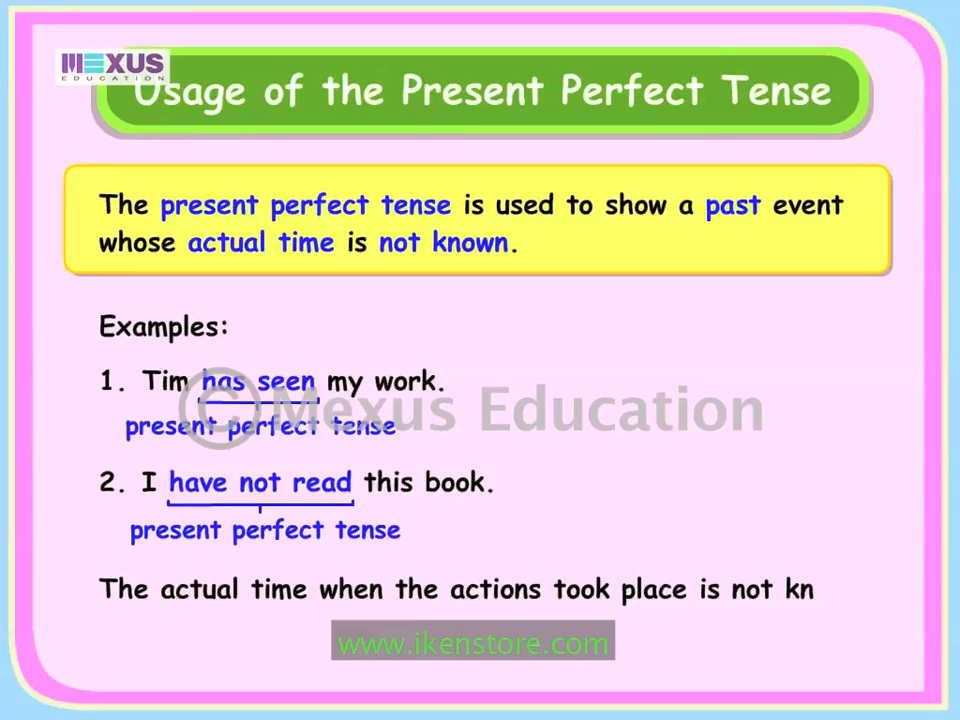 MEXUS
EDUCATION
Usage of the Present Perfect Tense
The present perfect tense is used to show a past event
whose actual time is not known.
Examples:
1. Tim has seen my work.
© Mexus Education
present perfect tense
2. I have not read this book.
present perfect tense
The actual time when the actions took place is not kn
www.ikenstore.com